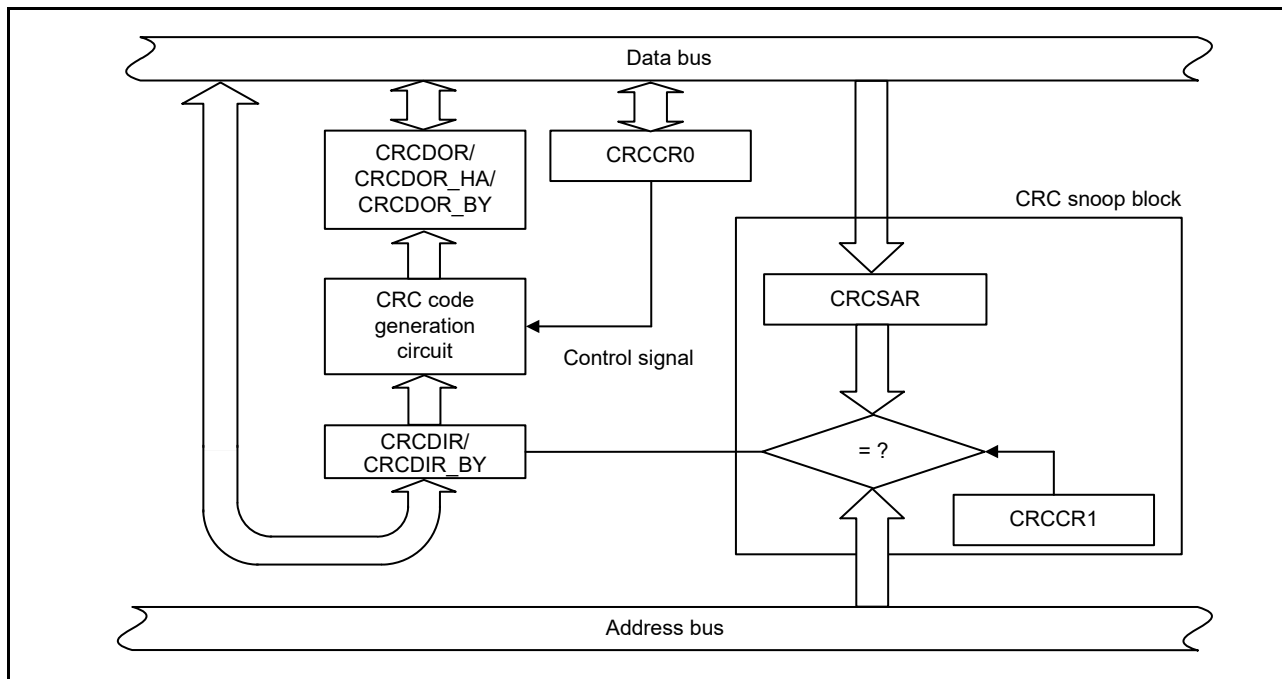 Data bus
CRCDOR/
CRCDOR_HA/
CRCDOR_BY
CRCCR0
CRC snoop block
CRCSAR
CRC code
generation
circuit
Control signal
CRCDIR/
CRCDIR_BY
= ?
CRCCR1
Address bus